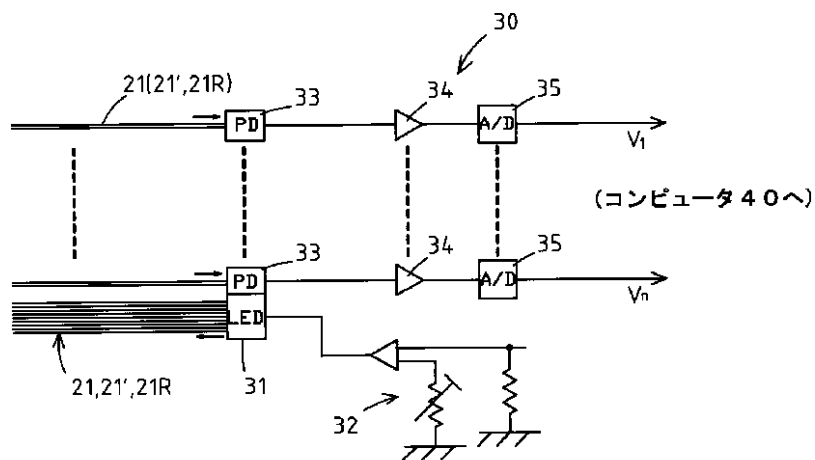 30
21(21',21R)
33
34
35
PD
A/D
V1
(コンピュータ40へ)
33
34
35
PD
A/D
Vn
LED
21,21',21R
31
32